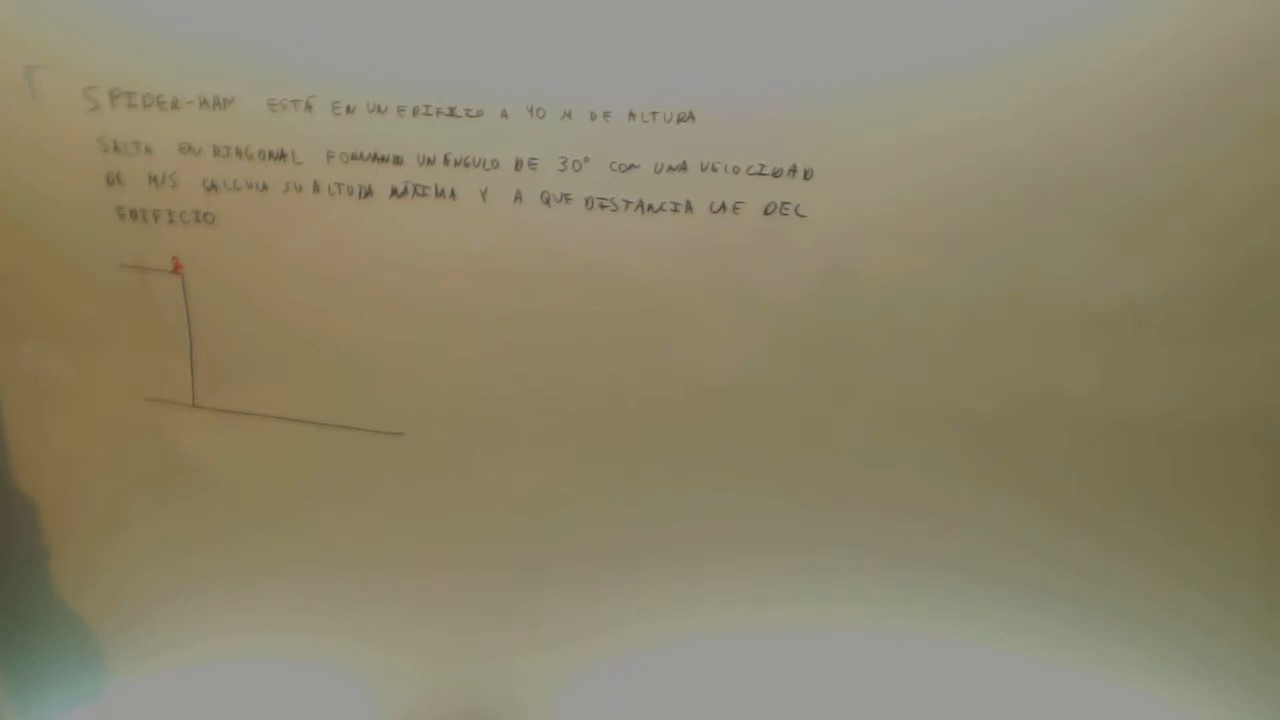 SPIDER-MAN ESTÁ EN UN EDIFICIO A 40 M DE ALTURA
SALTA EN DIAGONAL FORMANDO UN ÁNGULO DE 30° CON UNA VELOCIDAD
DE M/S CALCULA SU ALTURA MÁXIMA Y A QUE DISTANCIA CAE DEL
EDIFICIO